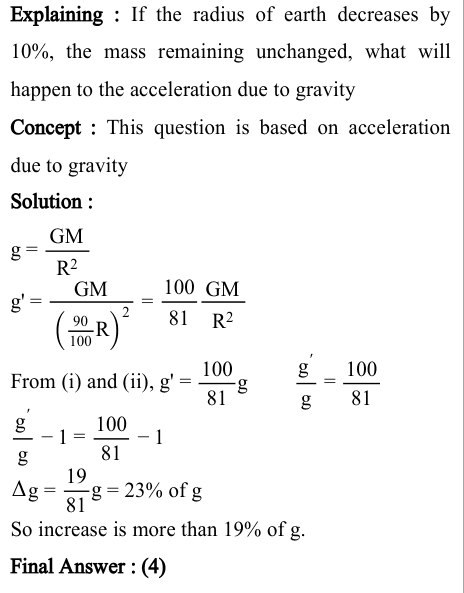 Explaining : If the radius of earth decreases by
10%, the mass remaining unchanged, what will
happen to the acceleration due to gravity
Concept : This question is based on acceleration
due to gravity
Solution :
g = GM/R²
g' = GM/(90/100 R)² = 100/81 GM/R²
From (i) and (ii), g' = 100/81 g   g'/g = 100/81
g'/g − 1 = 100/81 − 1
Δg = 19/81 g = 23% of g
So increase is more than 19% of g.
Final Answer : (4)